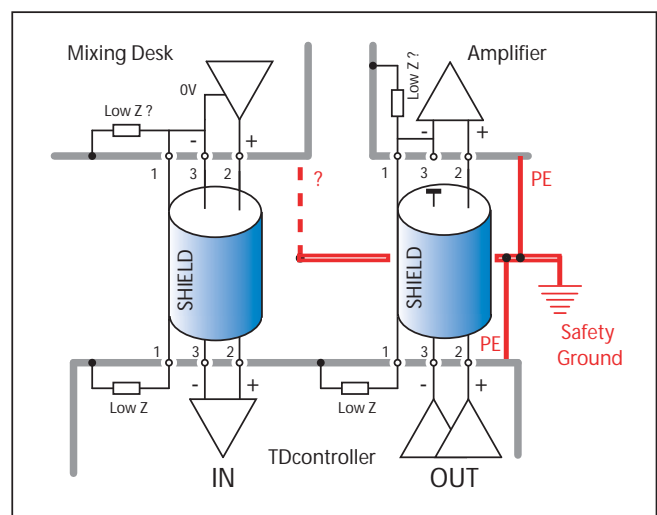 Mixing Desk
Amplifier
0V
Low Z ?
Low Z ?
- +
- +
1 3 2
1 3 2
?
PE
SHIELD
SHIELD
Safety
Ground
PE
1 3 2
1 3 2
- +
- +
Low Z
Low Z
TDcontroller
IN
OUT